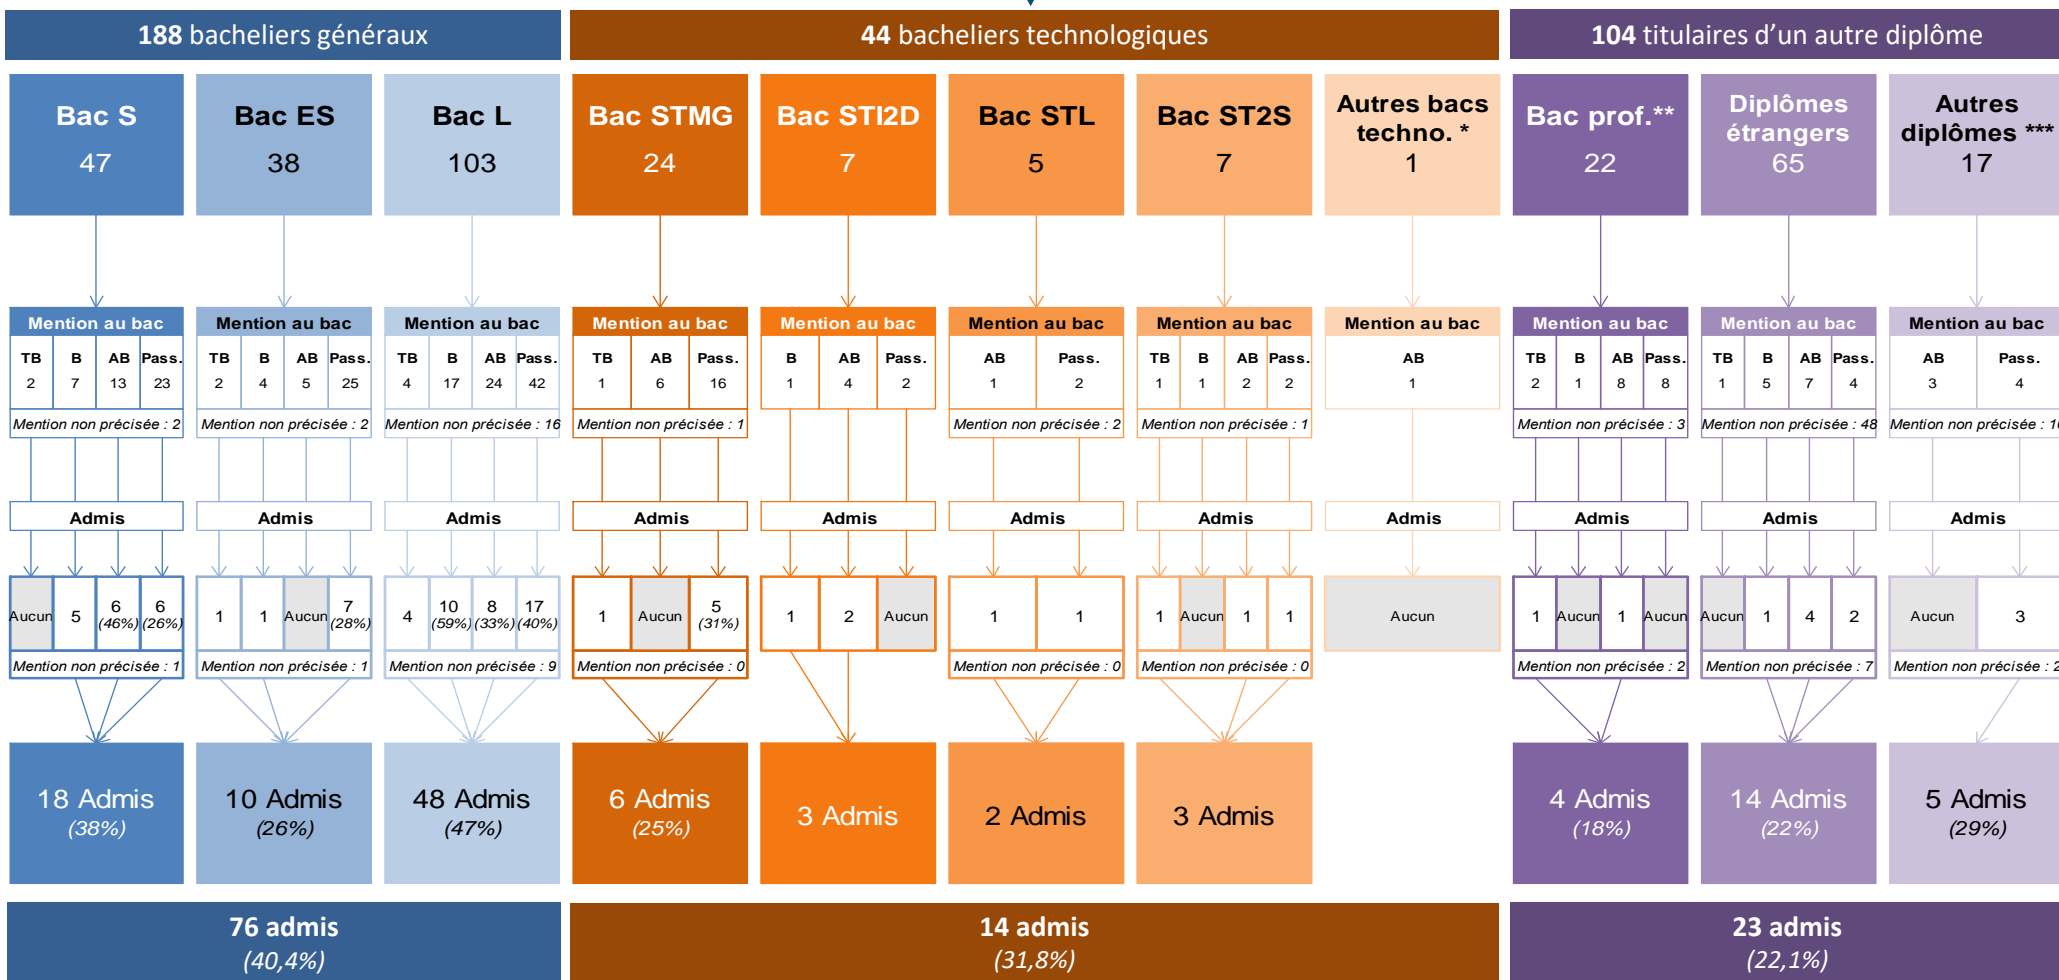 188 bacheliers généraux
44 bacheliers technologiques
104 titulaires d'un autre diplôme
Bac S
47
Bac ES
38
Bac L
103
Bac STMG
24
Bac STI2D
7
Bac STL
5
Bac ST2S
7
Autres bacs
techno. *
1
Bac prof.**
22
Diplômes
étrangers
65
Autres
diplômes ***
17
Mention au bac
TB B AB Pass.
2 7 13 23
Mention non précisée : 2
Mention au bac
TB B AB Pass.
2 4 5 25
Mention non précisée : 2
Mention au bac
TB B AB Pass.
4 17 24 42
Mention non précisée : 16
Mention au bac
TB AB Pass.
1 6 16
Mention non précisée : 1
Mention au bac
B AB Pass.
1 4 2
Mention au bac
AB Pass.
1 2
Mention non précisée : 2
Mention au bac
TB B AB Pass.
1 1 2 2
Mention non précisée : 1
Mention au bac
AB
1
Mention au bac
TB B AB Pass.
2 1 8 8
Mention non précisée : 3
Mention au bac
TB B AB Pass.
1 5 7 4
Mention non précisée : 48
Mention au bac
AB Pass.
3 4
Mention non précisée :
Admis
Admis
Admis
Admis
Admis
Admis
Admis
Admis
Admis
Admis
Admis
Aucun 5 6 6
(46%) (26%)
Mention non précisée : 1
1 1 Aucun 7
(28%)
Mention non précisée : 1
4 10 8 17
(59%) (33%) (40%)
Mention non précisée : 9
1 Aucun 5
(31%)
Mention non précisée : 0
1 2 Aucun
1 1
Mention non précisée : 0
1 Aucun 1 1
Mention non précisée : 0
Aucun
1 Aucun 1 Aucun
Mention non précisée : 2
Aucun 1 4 2
Mention non précisée : 7
Aucun 3
Mention non précisée : 2
18 Admis
(38%)
10 Admis
(26%)
48 Admis
(47%)
6 Admis
(25%)
3 Admis
2 Admis
3 Admis
4 Admis
(18%)
14 Admis
(22%)
5 Admis
(29%)
76 admis
(40,4%)
14 admis
(31,8%)
23 admis
(22,1%)